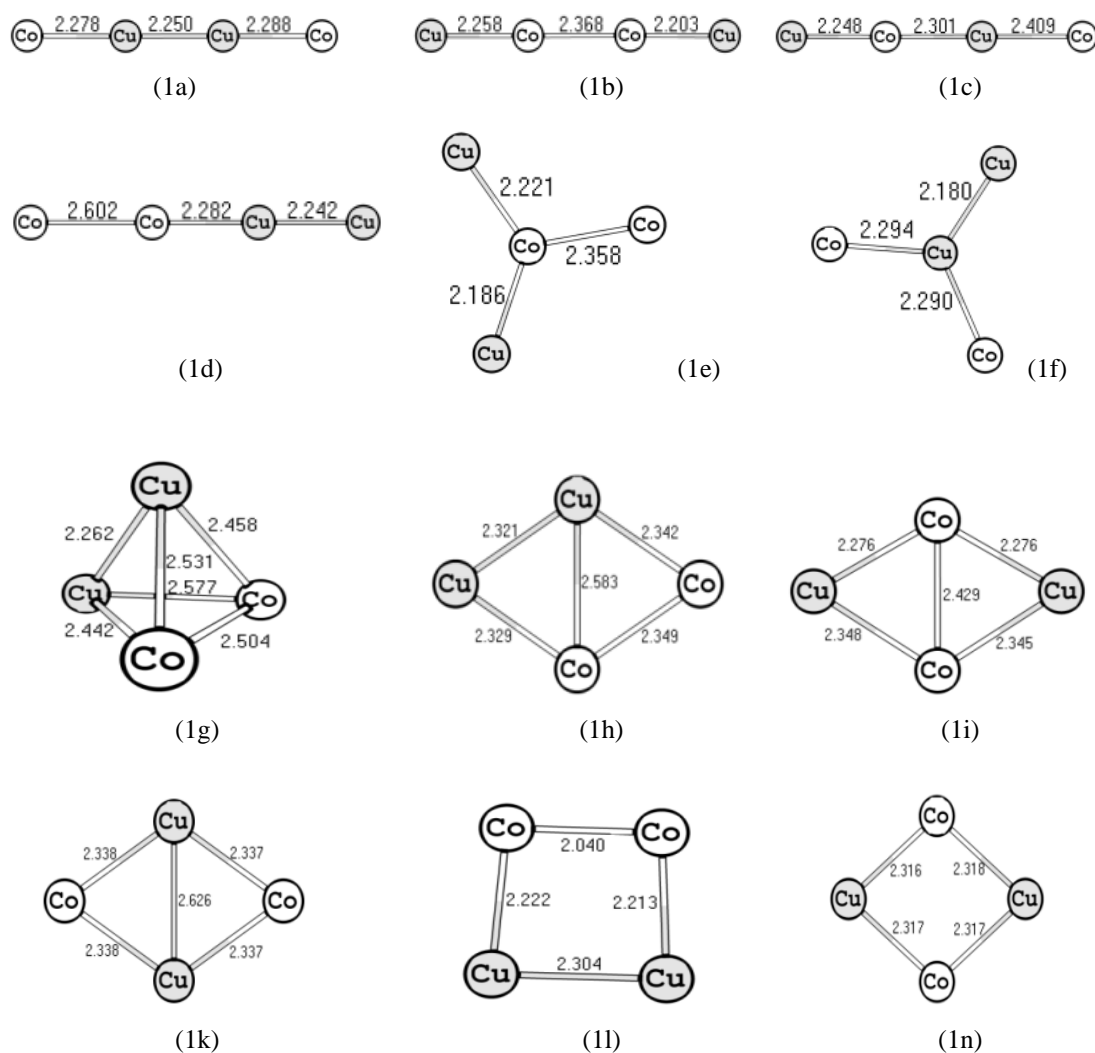 2.278 2.250 2.288
Co Cu Cu Co
(1a)
2.258 2.368 2.203
Cu Co Co Cu
(1b)
2.248 2.301 2.409
Cu Co Cu Co
(1c)
2.602 2.282 2.242
Co Co Cu Cu
(1d)
Cu
2.221
Co
Co
2.358
2.186
Cu
(1e)
Cu
2.180
2.294
Co
Cu
2.290
Co
(1f)
Cu
2.262 2.458
2.531
2.577
Cu Co
2.442 2.504
Co
(1g)
Cu
2.321 2.342
Cu 2.583 Co
2.329 2.349
Co
(1h)
Co
2.276 2.276
Cu 2.429 Cu
2.348 2.345
Co
(1i)
Cu
2.338 2.337
Co 2.626 Co
2.338 2.337
Cu
(1k)
Co Co
2.040
2.222 2.213
2.304
Cu Cu
(1l)
Co
2.316 2.318
Cu Cu
2.317 2.317
Co
(1n)